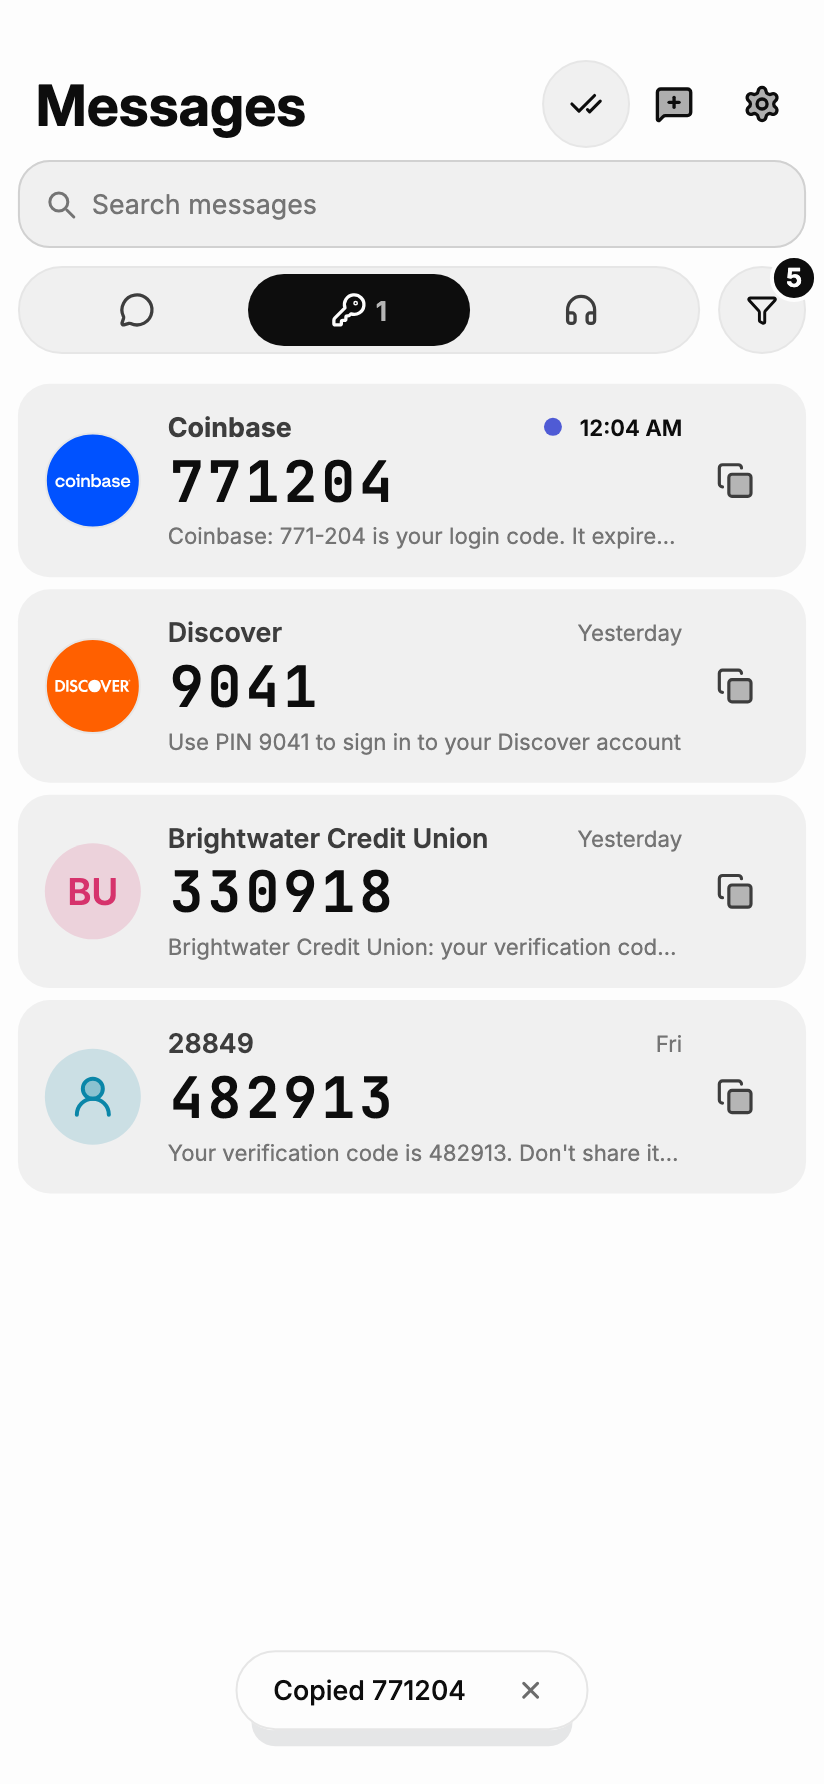 Messages
Search messages
1
5
Coinbase
12:04 AM
coinbase
771204
Coinbase: 771-204 is your login code. It expire...
Discover
Yesterday
DISCOVER
9041
Use PIN 9041 to sign in to your Discover account
Brightwater Credit Union
Yesterday
BU
330918
Brightwater Credit Union: your verification cod...
28849
Fri
482913
Your verification code is 482913. Don't share it...
Copied 771204